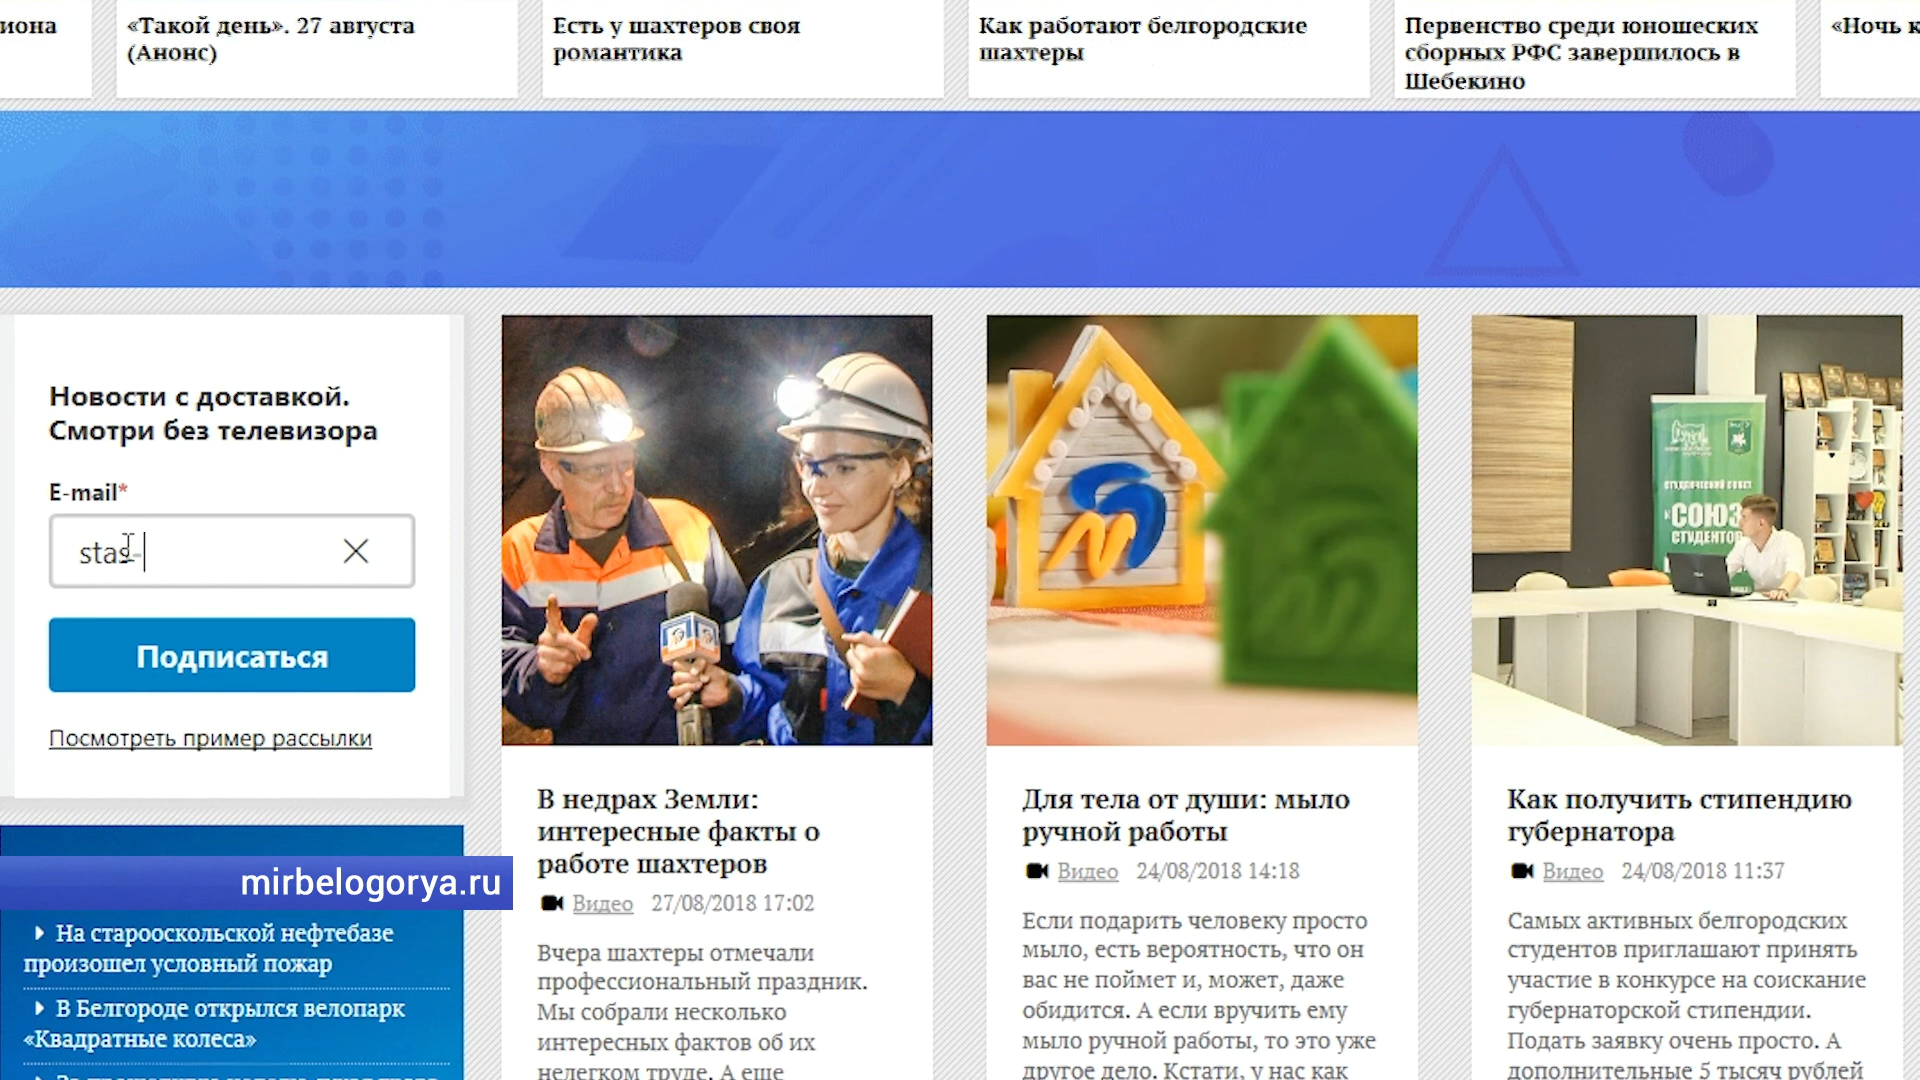 иона
«Такой день». 27 августа
(Анонс)
Есть у шахтеров своя
романтика
Как работают белгородские
шахтеры
Первенство среди юношеских
сборных РФС завершилось в
Шебекино
«Ночь к
Новости с доставкой.
Смотри без телевизора
E-mail*
stas-
Подписаться
Посмотреть пример рассылки
mirbelogorya.ru
На старооскольской нефтебазе
произошел условный пожар
В Белгороде открылся велопарк
«Квадратные колеса»
В недрах Земли:
интересные факты о
работе шахтеров
Видео 27/08/2018 17:02
Вчера шахтеры отмечали
профессиональный праздник.
Мы собрали несколько
интересных фактов об их
нелегком труде. А еще
Для тела от души: мыло
ручной работы
Видео 24/08/2018 14:18
Если подарить человеку просто
мыло, есть вероятность, что он
вас не поймет и, может, даже
обидится. А если вручить ему
мыло ручной работы, то это уже
другое дело. Кстати, у нас как
СТУДЕНЧЕСКИЙ СОВЕТ
СОЮЗ
СТУДЕНТОВ
Как получить стипендию
губернатора
Видео 24/08/2018 11:37
Самых активных белгородских
студентов приглашают принять
участие в конкурсе на соискание
губернаторской стипендии.
Подать заявку очень просто. А
дополнительные 5 тысяч рублей